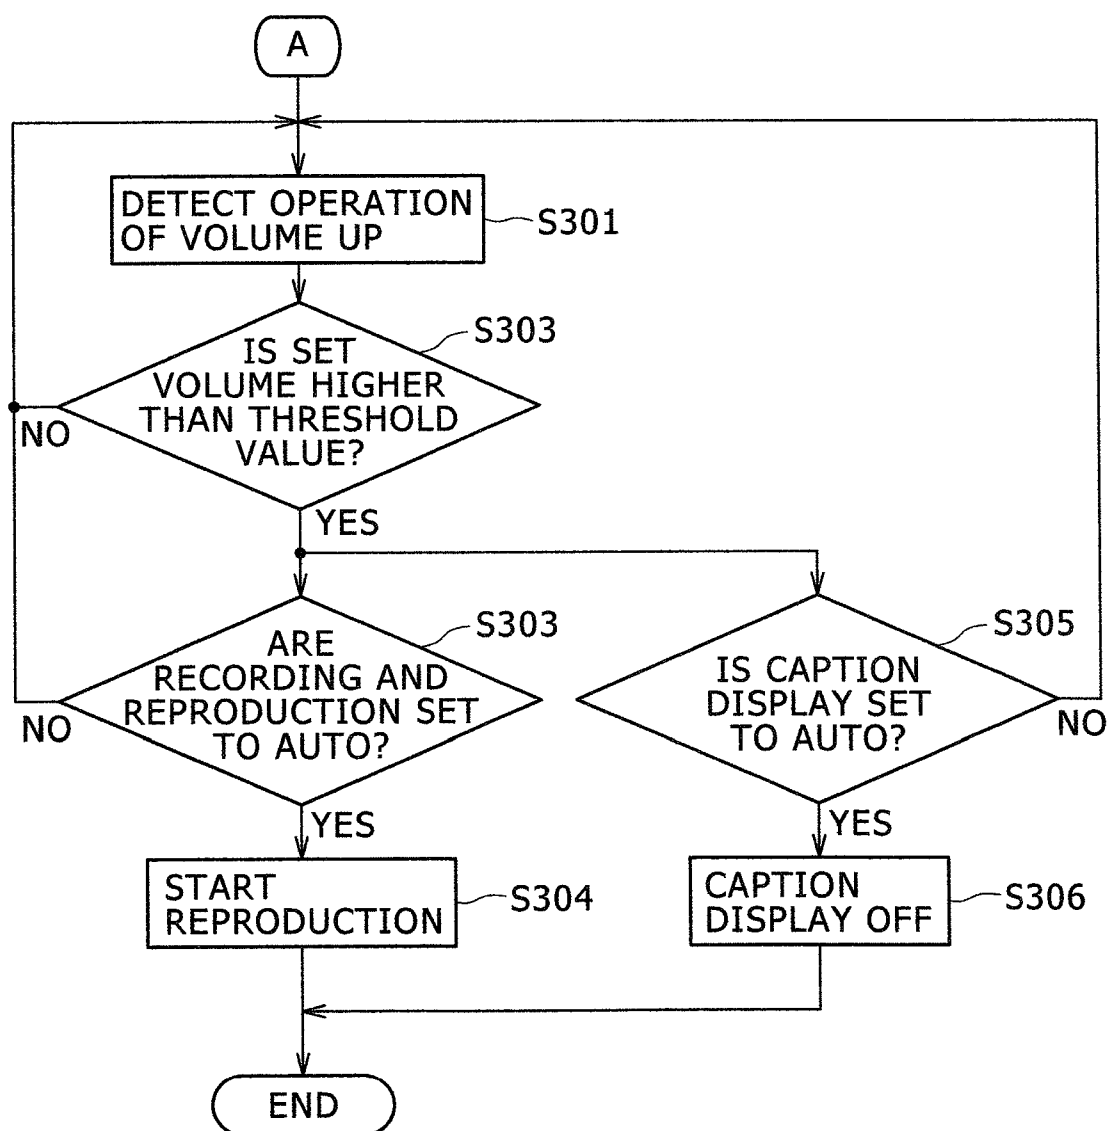 A
DETECT OPERATION
OF VOLUME UP
S301
IS SET
VOLUME HIGHER
THAN THRESHOLD
VALUE?
S303
NO
YES
ARE
RECORDING AND
REPRODUCTION SET
TO AUTO?
S303
NO
IS CAPTION
DISPLAY SET
TO AUTO?
S305
NO
YES
YES
START
REPRODUCTION
S304
CAPTION
DISPLAY OFF
S306
END